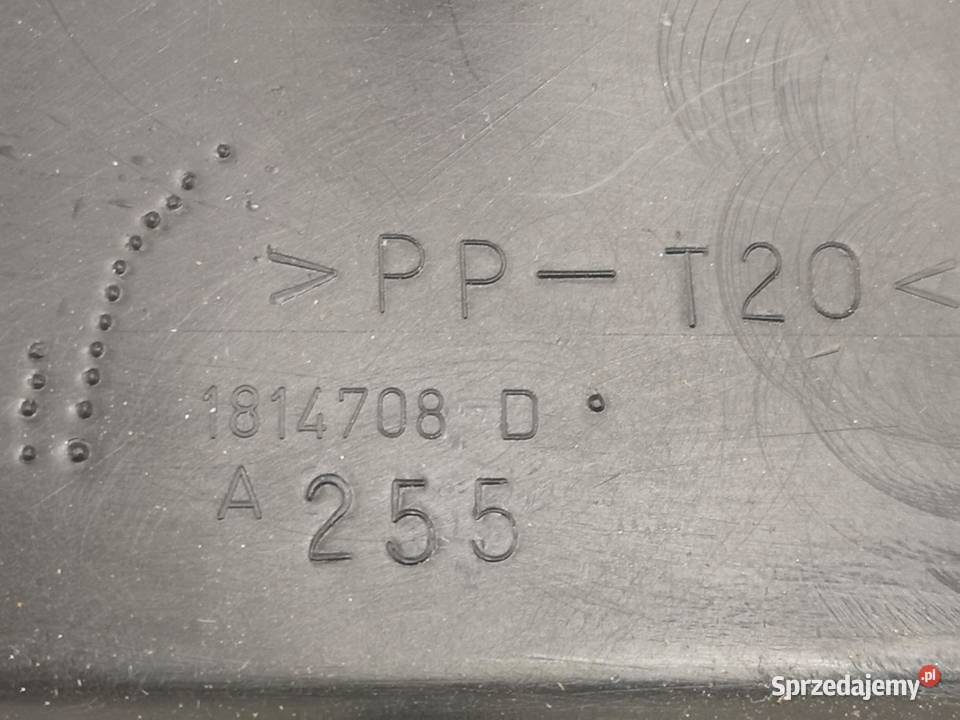 >PP-T20<
1814708 D
A 255
Sprzedajemy.pl